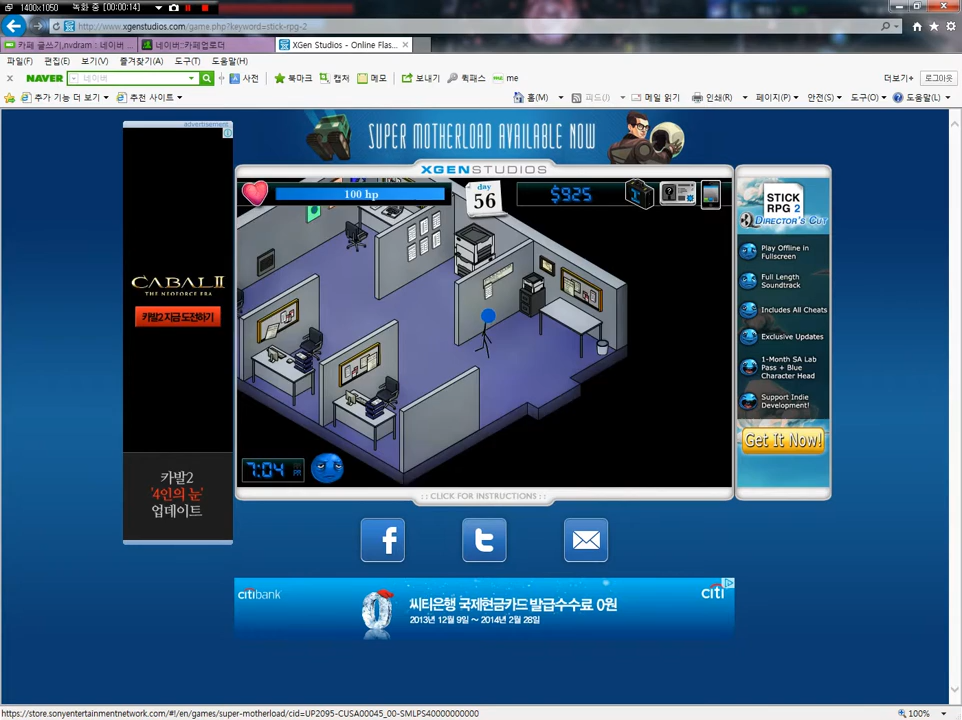 1400x1050 녹화 중 [00:00:14]
http://www.xgenstudios.com/game.php?keyword=stick-rpg-2
카페 글쓰기,nvdram : 네이버 ...
네이버::카페업로더
XGen Studios - Online Flas...
파일(F) 편집(E) 보기(V) 즐겨찾기(A) 도구(T) 도움말(H)
NAVER 네이버 사전 북마크 캡처 메모 보내기 퀵패스 me 더보기 로그아웃
추가 기능 더 보기 추천 사이트 홈(M) 피드(J) 메일 읽기 인쇄(R) 페이지(P) 안전(S) 도구(O) 도움말(L)
advertisement
SUPER MOTHERLOAD AVAILABLE NOW
XGENSTUDIOS
100 hp
day
56
$925
CABAL II
THE NEOFORCE ERA
카발2 지금 도전하기
카발2
'4인의 눈'
업데이트
7:04
PM
:: CLICK FOR INSTRUCTIONS ::
STICK
RPG 2
DIRECTOR'S CUT
Play Offline in
Fullscreen
Full Length
Soundtrack
Includes All Cheats
Exclusive Updates
1-Month SA Lab
Pass + Blue
Character Head
Support Indie
Development!
Get It Now!
citibank
0
씨티은행 국제현금카드 발급수수료 0원
2013년 12월 9일 ~ 2014년 2월 28일
citi
https://store.sonyentertainmentnetwork.com/#!/en/games/super-motherload/cid=UP2095-CUSA00045_00-SMLPS40000000000
100%